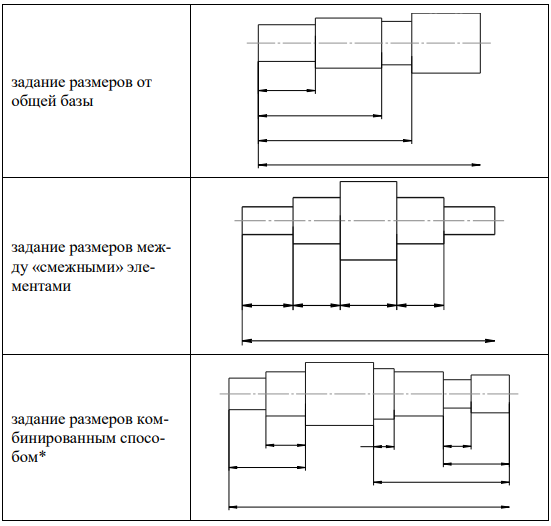 задание размеров от
общей базы
задание размеров меж-
ду «смежными» эле-
ментами
задание размеров ком-
бинированным спосо-
бом*